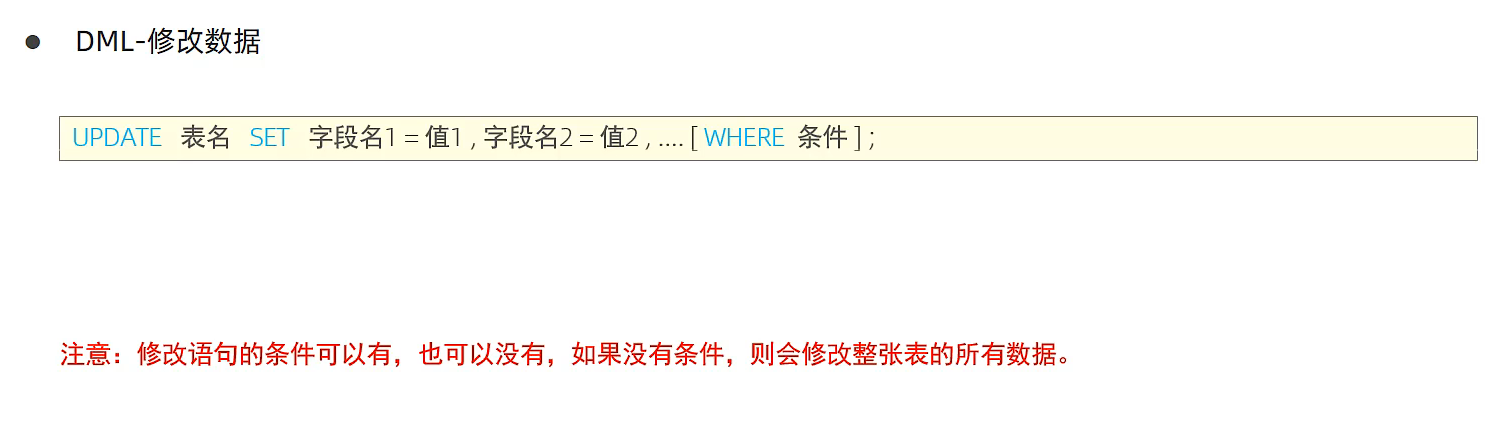 ● DML-修改数据
UPDATE 表名 SET 字段名1 = 值1 , 字段名2 = 值2 , .... [ WHERE 条件 ] ;
注意：修改语句的条件可以有，也可以没有，如果没有条件，则会修改整张表的所有数据。